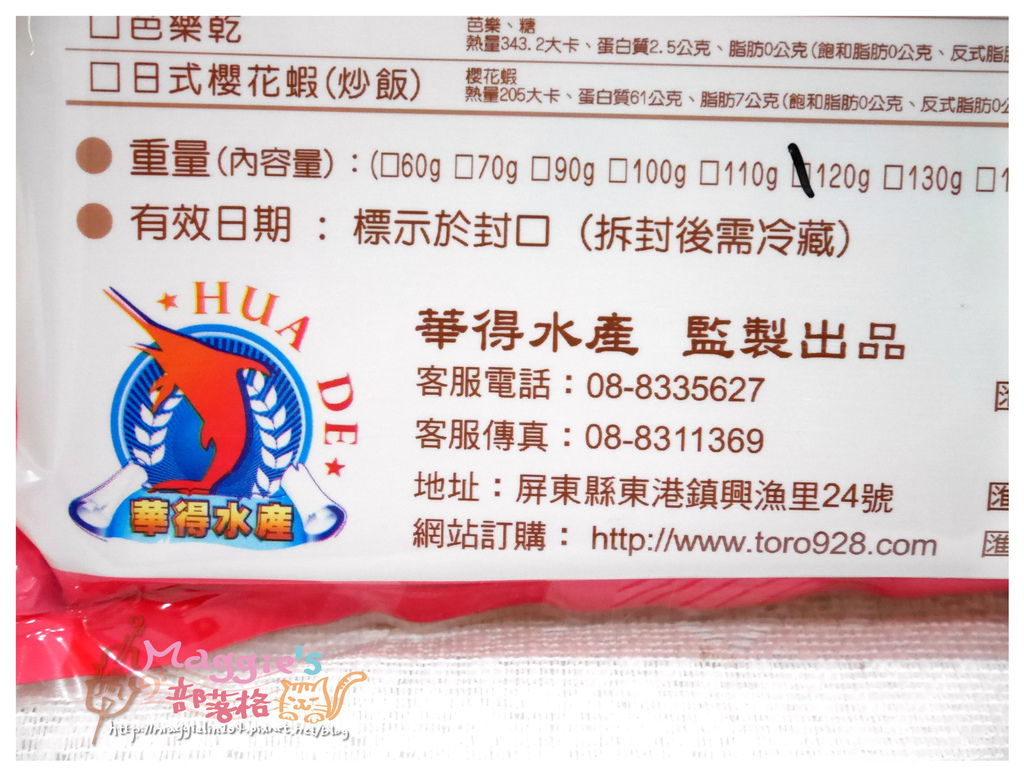 □芭樂乾
芭樂、糖
熱量343.2大卡、蛋白質2.5公克、脂肪0公克(飽和脂肪0公克、反式脂
□日式櫻花蝦(炒飯)
櫻花蝦
熱量205大卡、蛋白質61公克、脂肪7公克(飽和脂肪0公克、反式脂肪0
●重量(內容量):(□60g □70g □90g □100g □110g □120g □130g □1
●有效日期：標示於封口（拆封後需冷藏）
HUA DE
華得水產
華得水產 監製出品
客服電話：08-8335627
客服傳真：08-8311369
地址：屏東縣東港鎮興漁里24號
網站訂購：http://www.toro928.com
Maggie's
部落格